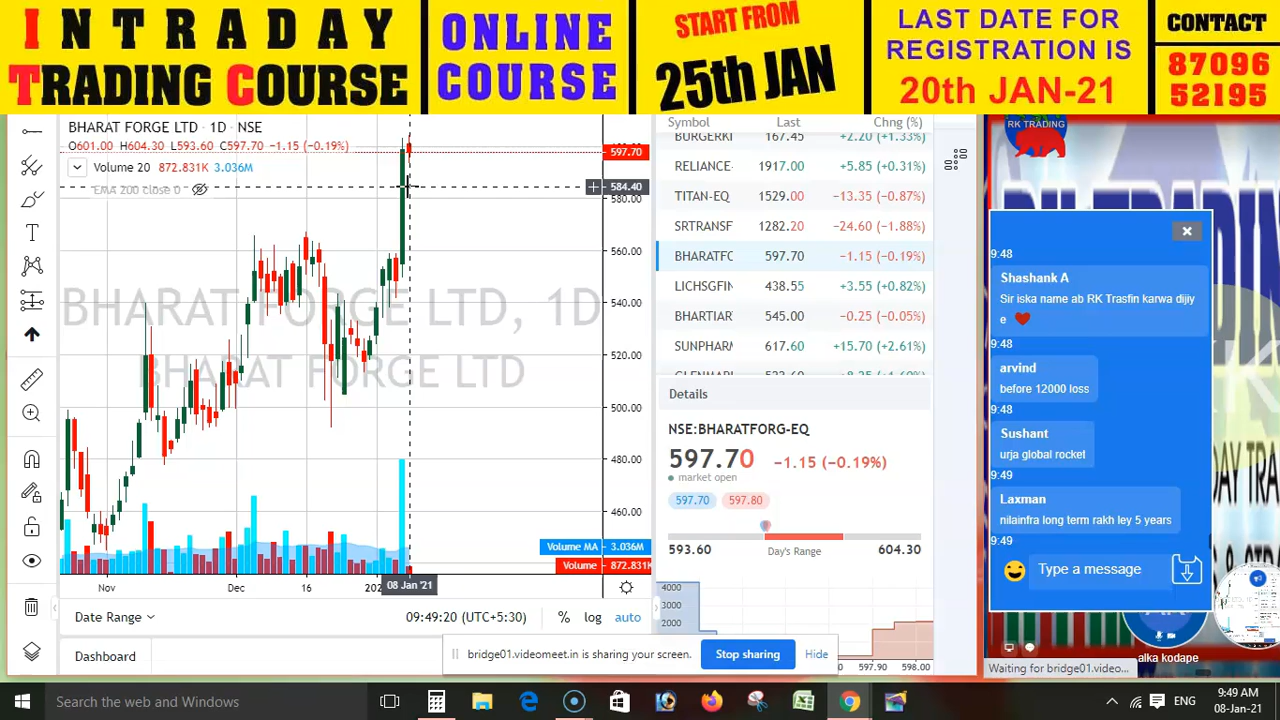 INTRADAY
TRADING COURSE
ONLINE
COURSE
START FROM
25th JAN
LAST DATE FOR
REGISTRATION IS
20th JAN-21
CONTACT
87096
52195
BHARAT FORGE LTD · 1D · NSE
O601.00 H604.30 L593.60 C597.70 −1.15 (−0.19%)
Volume 20 872.831K 3.036M
EMA 200 close 0
BHARAT FORGE LTD, 1D
BHARAT FORGE LTD
597.70
584.40
580.00
560.00
540.00
520.00
500.00
480.00
460.00
Volume MA 3.036M
Volume 872.831K
Nov Dec 202 08 Jan '21
Date Range 09:49:20 (UTC+5:30) % log auto
Dashboard
Symbol Last Chng (%)
BURGERKI 167.45 +2.20 (+1.33%)
RELIANCE- 1917.00 +5.85 (+0.31%)
TITAN-EQ 1529.00 −13.35 (−0.87%)
SRTRANSF 1282.20 −24.60 (−1.88%)
BHARATFC 597.70 −1.15 (−0.19%)
LICHSGFIN 438.55 +3.55 (+0.82%)
BHARTIAR 545.00 −0.25 (−0.05%)
SUNPHARM 617.60 +15.70 (+2.61%)
Details
NSE:BHARATFORG-EQ
597.70 −1.15 (−0.19%)
market open
597.70 597.80
593.60 Day's Range 604.30
4000
3000
2000
597.90 598.00
bridge01.videomeet.in is sharing your screen. Stop sharing Hide
RK TRADING
9:48
Shashank A
Sir iska name ab RK Trasfin karwa dijiy
e ❤
9:48
arvind
before 12000 loss
9:48
Sushant
urja global rocket
9:49
Laxman
nilainfra long term rakh ley 5 years
9:49
Type a message
DAY TRA
alka kodape
Waiting for bridge01.video...
Search the web and Windows
ENG
9:49 AM
08-Jan-21